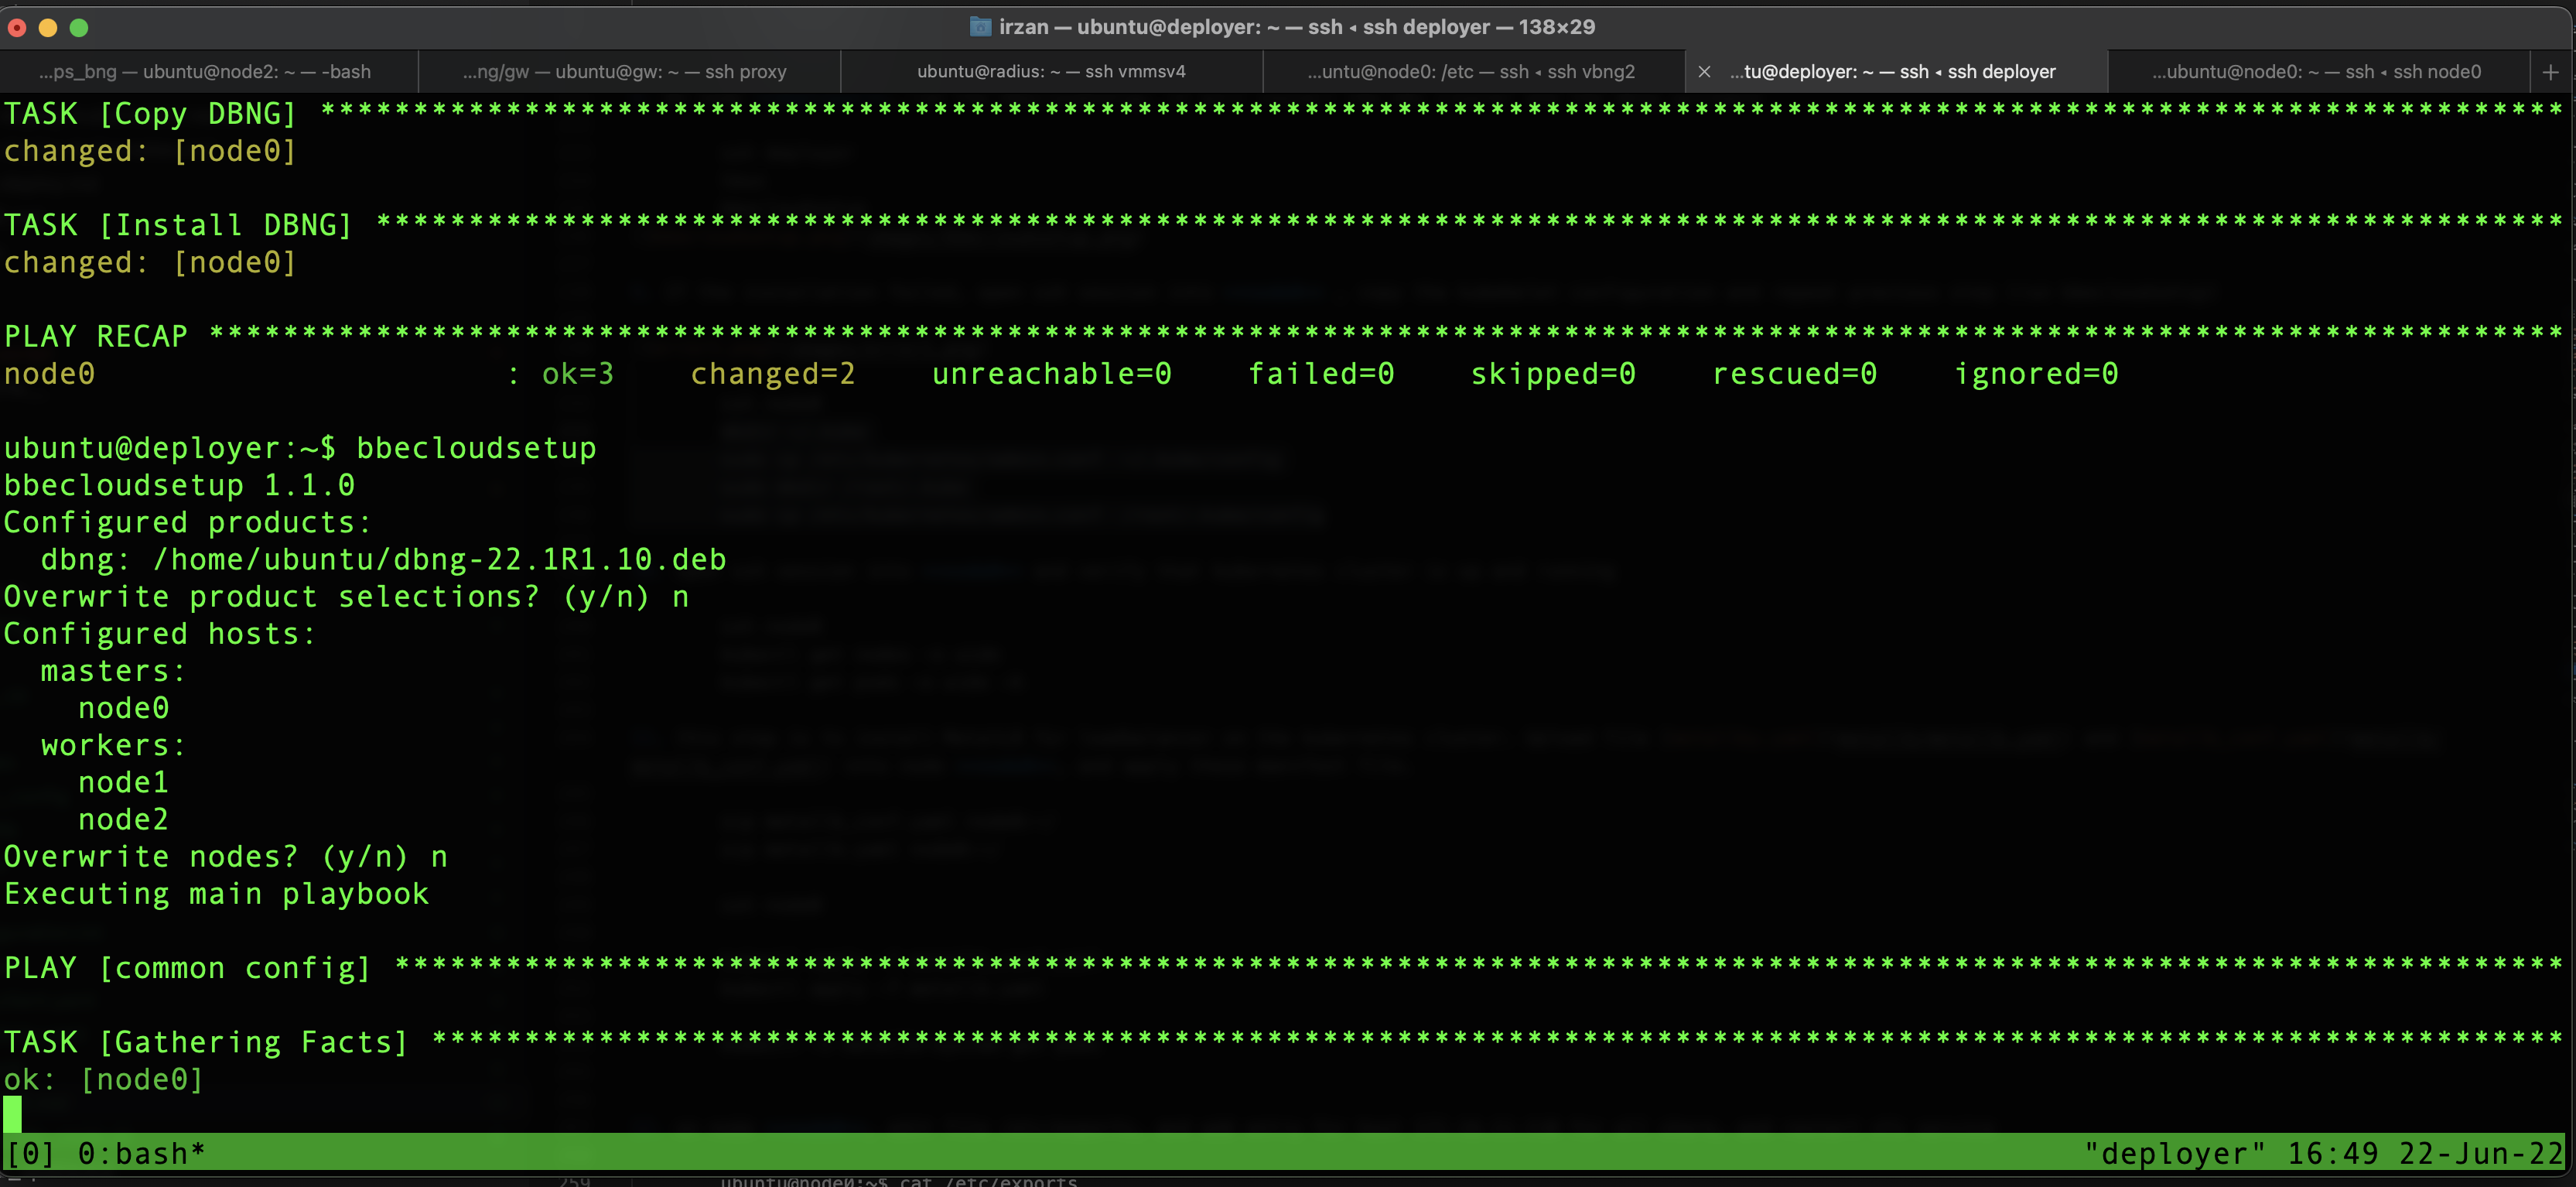 irzan — ubuntu@deployer: ~ — ssh ◂ ssh deployer — 138×29
...ps_bng — ubuntu@node2: ~ — -bash ...ng/gw — ubuntu@gw: ~ — ssh proxy ubuntu@radius: ~ — ssh vmmsv4 ...untu@node0: /etc — ssh ◂ ssh vbng2 × ...tu@deployer: ~ — ssh ◂ ssh deployer ...ubuntu@node0: ~ — ssh ◂ ssh node0 +
TASK [Copy DBNG] *************************************************************************************************************************
changed: [node0]
TASK [Install DBNG] **********************************************************************************************************************
changed: [node0]
PLAY RECAP *******************************************************************************************************************************
node0 : ok=3 changed=2 unreachable=0 failed=0 skipped=0 rescued=0 ignored=0
ubuntu@deployer:~$ bbecloudsetup
bbecloudsetup 1.1.0
Configured products:
dbng: /home/ubuntu/dbng-22.1R1.10.deb
Overwrite product selections? (y/n) n
Configured hosts:
masters:
node0
workers:
node1
node2
Overwrite nodes? (y/n) n
Executing main playbook
PLAY [common config] *********************************************************************************************************************
TASK [Gathering Facts] *******************************************************************************************************************
ok: [node0]
[0] 0:bash* "deployer" 16:49 22-Jun-22
259 ubuntu@node0:~$ cat /etc/exports